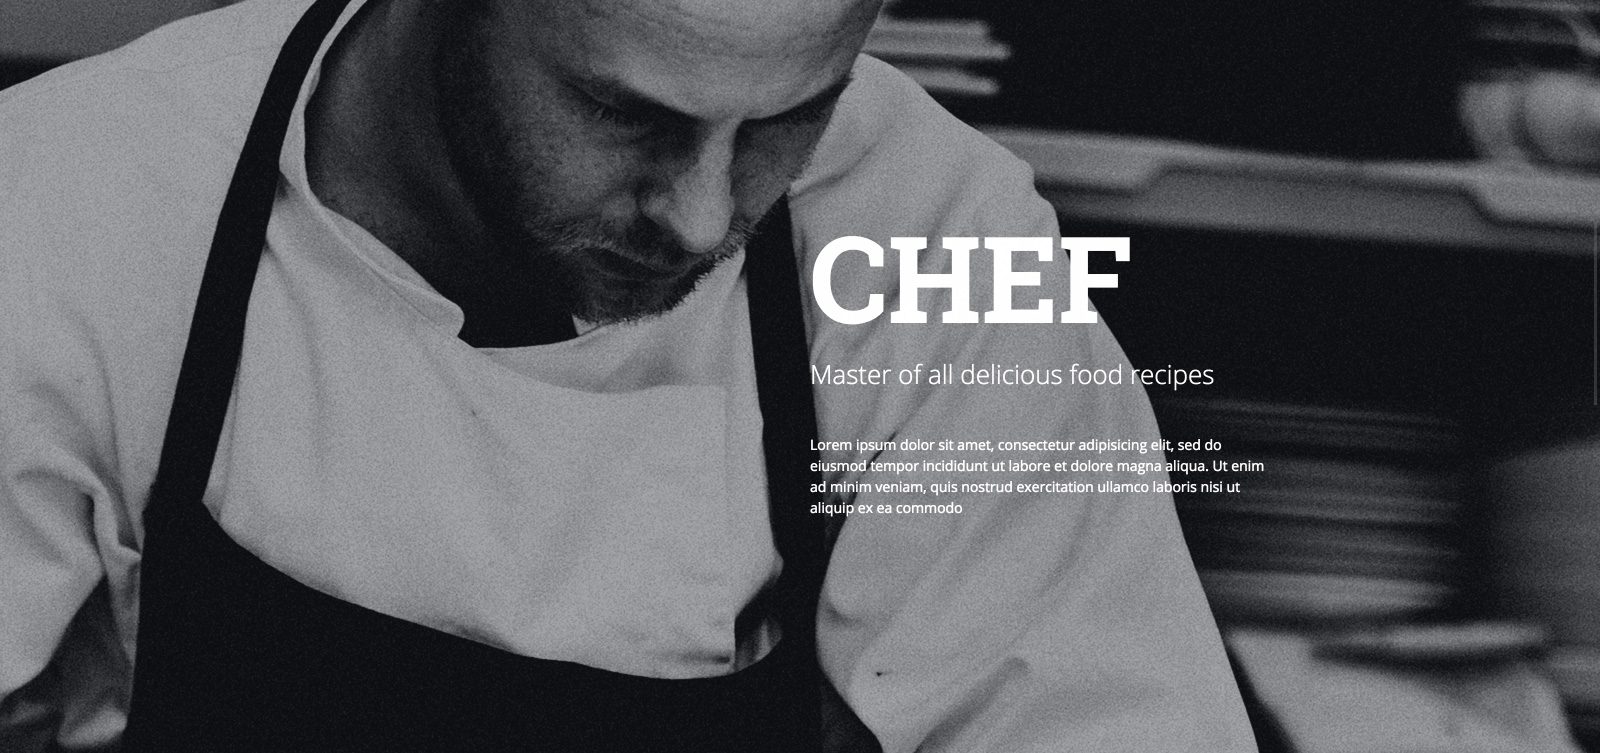 CHEF
Master of all delicious food recipes
Lorem ipsum dolor sit amet, consectetur adipisicing elit, sed do
eiusmod tempor incididunt ut labore et dolore magna aliqua. Ut enim
ad minim veniam, quis nostrud exercitation ullamco laboris nisi ut
aliquip ex ea commodo